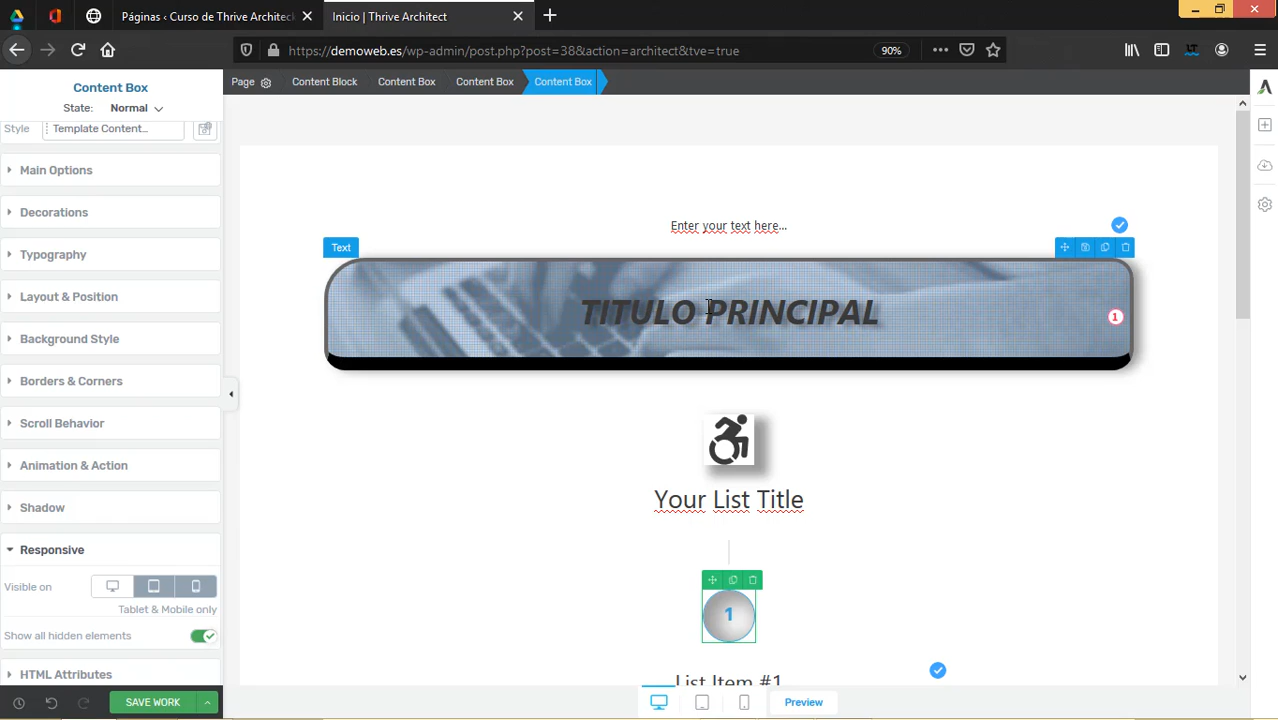 Páginas ‹ Curso de Thrive Architect
Inicio | Thrive Architect
https://demoweb.es/wp-admin/post.php?post=38&action=architect&tve=true
90%
Content Box
State: Normal
Style
Template Content...
Main Options
Decorations
Typography
Layout & Position
Background Style
Borders & Corners
Scroll Behavior
Animation & Action
Shadow
Responsive
Visible on
Tablet & Mobile only
Show all hidden elements
HTML Attributes
SAVE WORK
Page
Content Block
Content Box
Content Box
Content Box
Enter your text here...
Text
TITULO PRINCIPAL
1
Your List Title
1
List Item #1
Preview